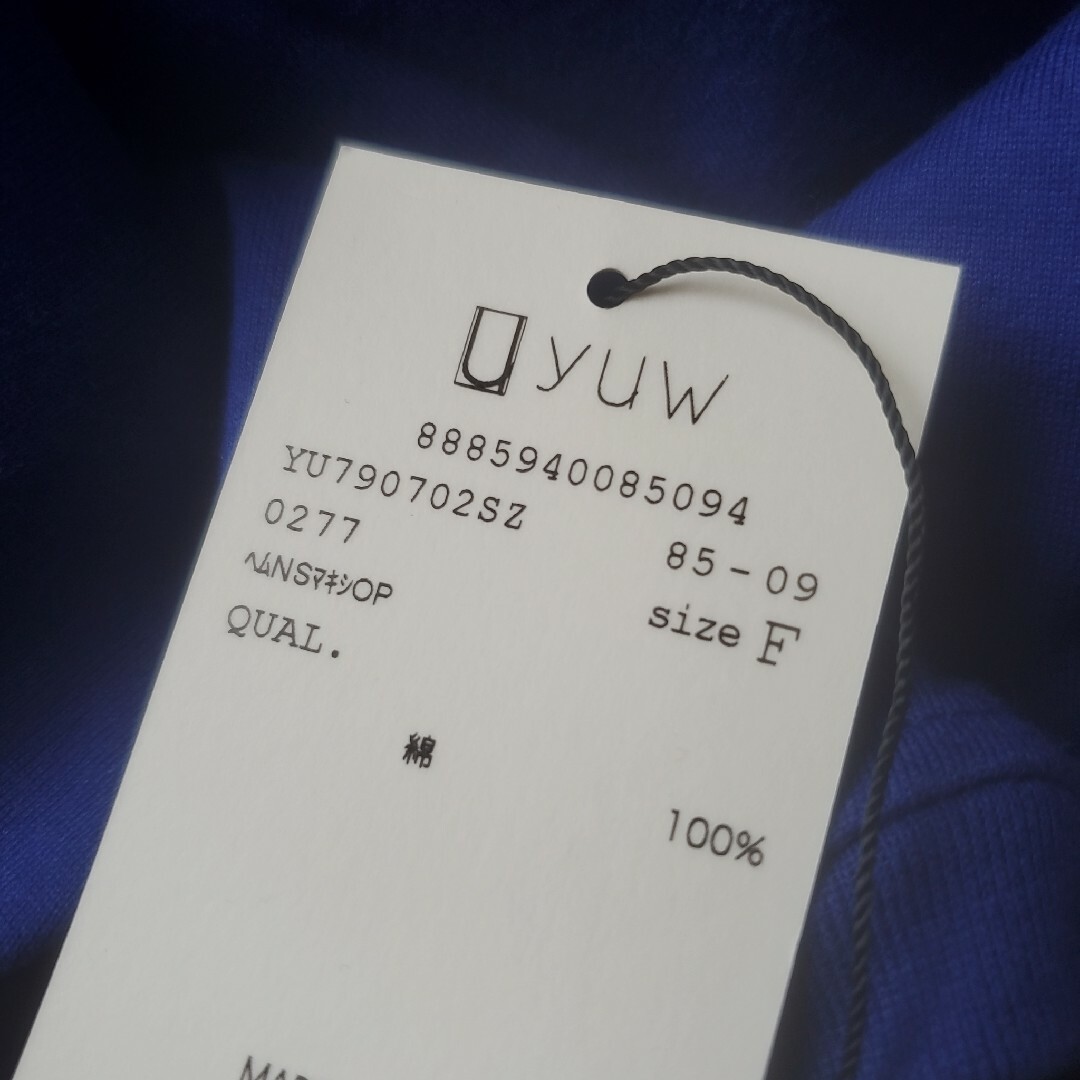 yuw
8885940085094
YU790702SZ
0277 85-09
ﾍﾑNSﾏｷｼOP size F
QUAL.
綿
100%